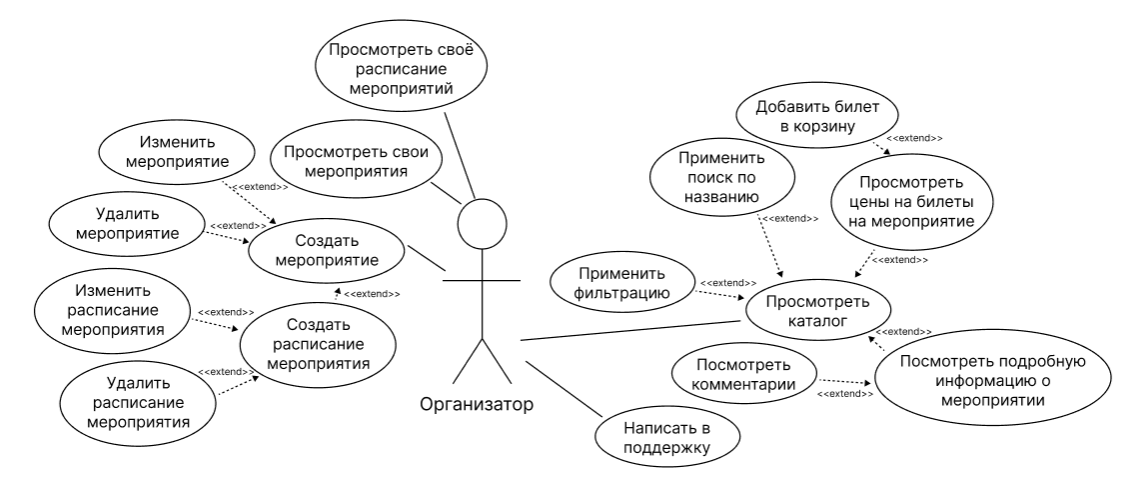 Просмотреть своё
расписание
мероприятий
Изменить
мероприятие
<<extend>>
Просмотреть свои
мероприятия
Удалить
мероприятие
<<extend>>
Создать
мероприятие
Изменить
расписание
мероприятия
<<extend>>
<<extend>>
Создать
расписание
мероприятия
Удалить
расписание
мероприятия
<<extend>>
Организатор
Добавить билет
в корзину
<<extend>>
Применить
поиск по
названию
<<extend>>
Просмотреть
цены на билеты
на мероприятие
<<extend>>
Применить
фильтрацию
<<extend>>
Просмотреть
каталог
<<extend>>
Посмотреть
комментарии
<<extend>>
Посмотреть подробную
информацию о
мероприятии
Написать в
поддержку